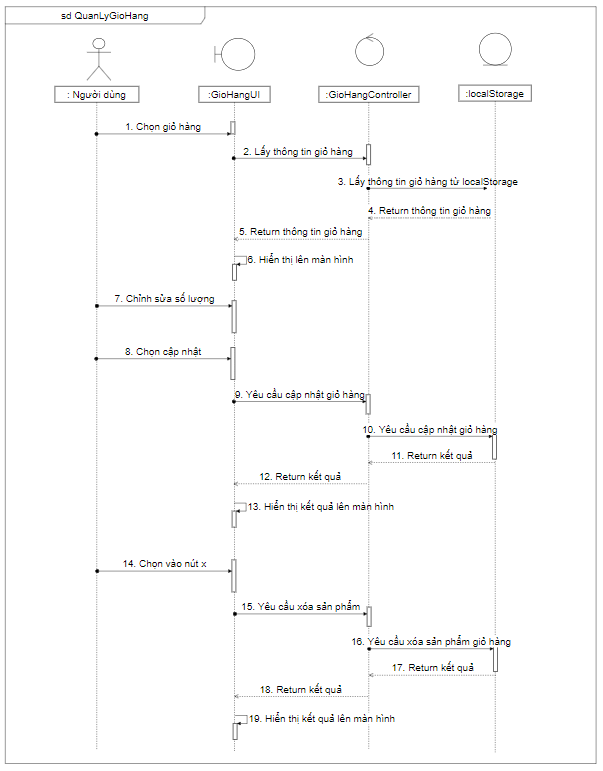 sd QuanLyGioHang
: Người dùng
:GioHangUI
:GioHangController
:localStorage
1. Chọn giỏ hàng
2. Lấy thông tin giỏ hàng
3. Lấy thông tin giỏ hàng từ localStorage
4. Return thông tin giỏ hàng
5. Return thông tin giỏ hàng
6. Hiển thị lên màn hình
7. Chỉnh sửa số lượng
8. Chọn cập nhật
9. Yêu cầu cập nhật giỏ hàng
10. Yêu cầu cập nhật giỏ hàng
11. Return kết quả
12. Return kết quả
13. Hiển thị kết quả lên màn hình
14. Chọn vào nút x
15. Yêu cầu xóa sản phẩm
16. Yêu cầu xóa sản phẩm giỏ hàng
17. Return kết quả
18. Return kết quả
19. Hiển thị kết quả lên màn hình